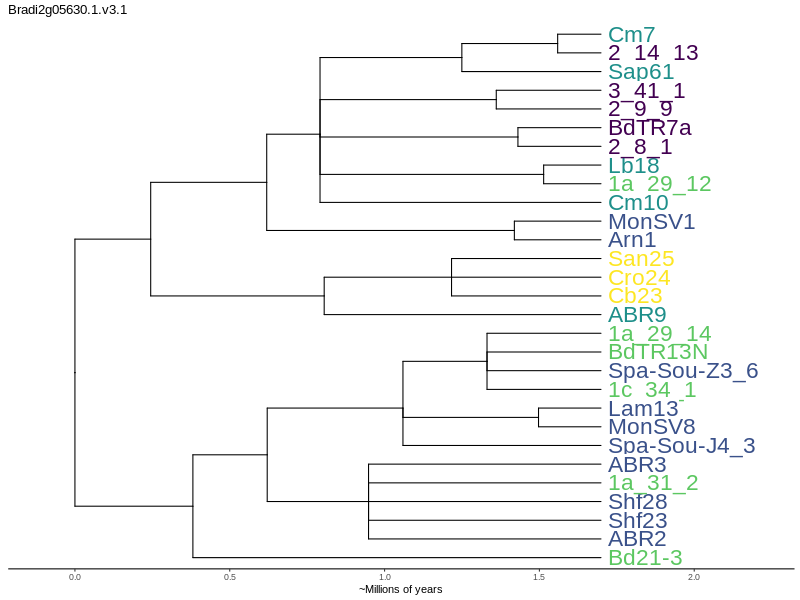 Bradi2g05630.1.v3.1
Cm7
2_14_13
Sap61
3_41_1
2_9_9
BdTR7a
2_8_1
Lb18
1a_29_12
Cm10
MonSV1
Arn1
San25
Cro24
Cb23
ABR9
1a_29_14
BdTR13N
Spa-Sou-Z3_6
1c_34_1
Lam13
MonSV8
Spa-Sou-J4_3
ABR3
1a_31_2
Shf28
Shf23
ABR2
Bd21-3
0.0 0.5 1.0 1.5 2.0
~Millions of years